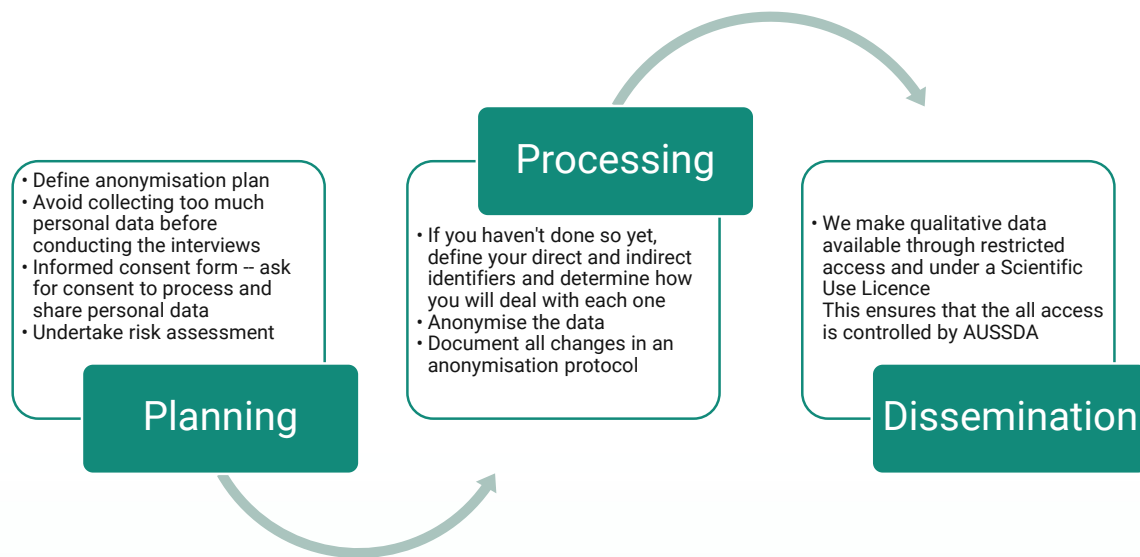 • Define anonymisation plan
• Avoid collecting too much
personal data before
conducting the interviews
• Informed consent form -- ask
for consent to process and
share personal data
• Undertake risk assessment
Planning
Processing
• If you haven't done so yet,
define your direct and indirect
identifiers and determine how
you will deal with each one
• Anonymise the data
• Document all changes in an
anonymisation protocol
• We make qualitative data
available through restricted
access and under a Scientific
Use Licence
This ensures that the all access
is controlled by AUSSDA
Dissemination